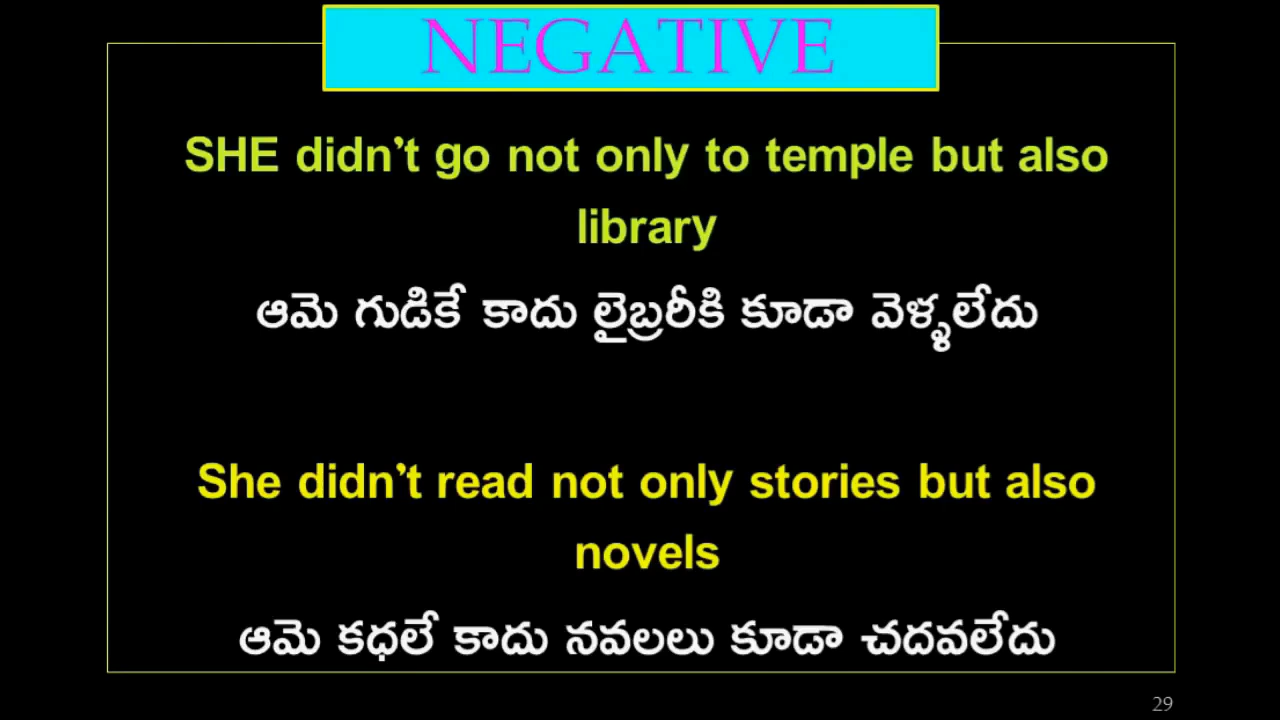 NEGATIVE
SHE didn’t go not only to temple but also
library
ఆమె గుడికే కాదు లైబ్రరీకి కూడా వెళ్ళలేదు
She didn’t read not only stories but also
novels
ఆమె కధలే కాదు నవలలు కూడా చదవలేదు
29